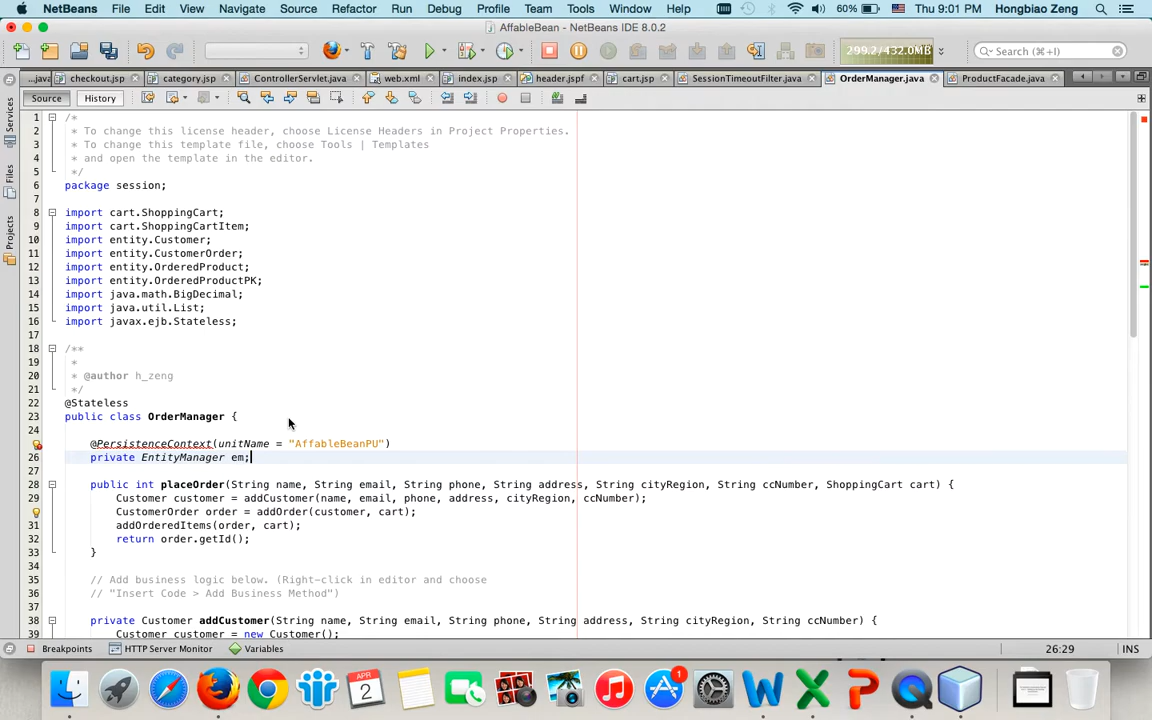 NetBeans File Edit View Navigate Source Refactor Run Debug Profile Team Tools Window Help 60% Thu 9:01 PM Hongbiao Zeng
AffableBean - NetBeans IDE 8.0.2
299.2/432.0MB Search (⌘+I)
...java checkout.jsp category.jsp ControllerServlet.java web.xml index.jsp header.jspf cart.jsp SessionTimeoutFilter.java OrderManager.java ProductFacade.java
Source History
Services
Files
Projects
1 /*
2 * To change this license header, choose License Headers in Project Properties.
3 * To change this template file, choose Tools | Templates
4 * and open the template in the editor.
5 */
6 package session;
7
8 import cart.ShoppingCart;
9 import cart.ShoppingCartItem;
10 import entity.Customer;
11 import entity.CustomerOrder;
12 import entity.OrderedProduct;
13 import entity.OrderedProductPK;
14 import java.math.BigDecimal;
15 import java.util.List;
16 import javax.ejb.Stateless;
17
18 /**
19 *
20 * @author h_zeng
21 */
22 @Stateless
23 public class OrderManager {
24
@PersistenceContext(unitName = "AffableBeanPU")
26 private EntityManager em;
27
28 public int placeOrder(String name, String email, String phone, String address, String cityRegion, String ccNumber, ShoppingCart cart) {
29 Customer customer = addCustomer(name, email, phone, address, cityRegion, ccNumber);
CustomerOrder order = addOrder(customer, cart);
31 addOrderedItems(order, cart);
32 return order.getId();
33 }
34
35 // Add business logic below. (Right-click in editor and choose
36 // "Insert Code > Add Business Method")
37
38 private Customer addCustomer(String name, String email, String phone, String address, String cityRegion, String ccNumber) {
39 Customer customer = new Customer();
Breakpoints HTTP Server Monitor Variables 26:29 INS
APR
2
1